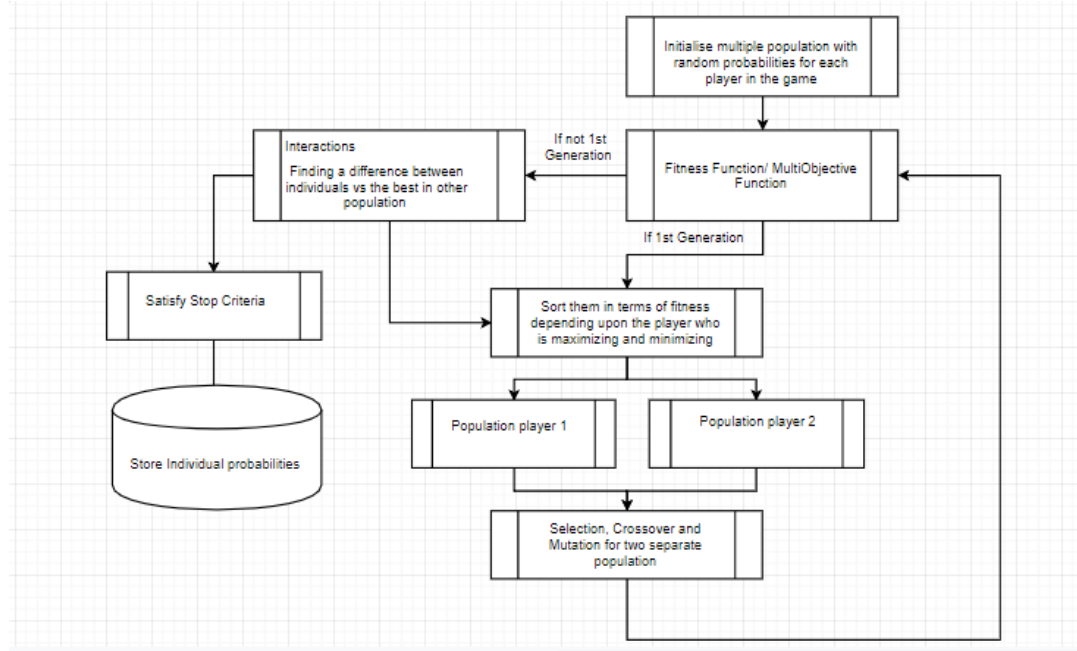 Initialise multiple population with
random probabilities for each
player in the game
If not 1st
Generation
Interactions
Finding a difference between
individuals vs the best in other
population
Fitness Function/ MultiObjective
Function
If 1st Generation
Satisfy Stop Criteria
Sort them in terms of fitness
depending upon the player who
is maximizing and minimizing
Population player 1
Population player 2
Store Individual probabilities
Selection, Crossover and
Mutation for two separate
population